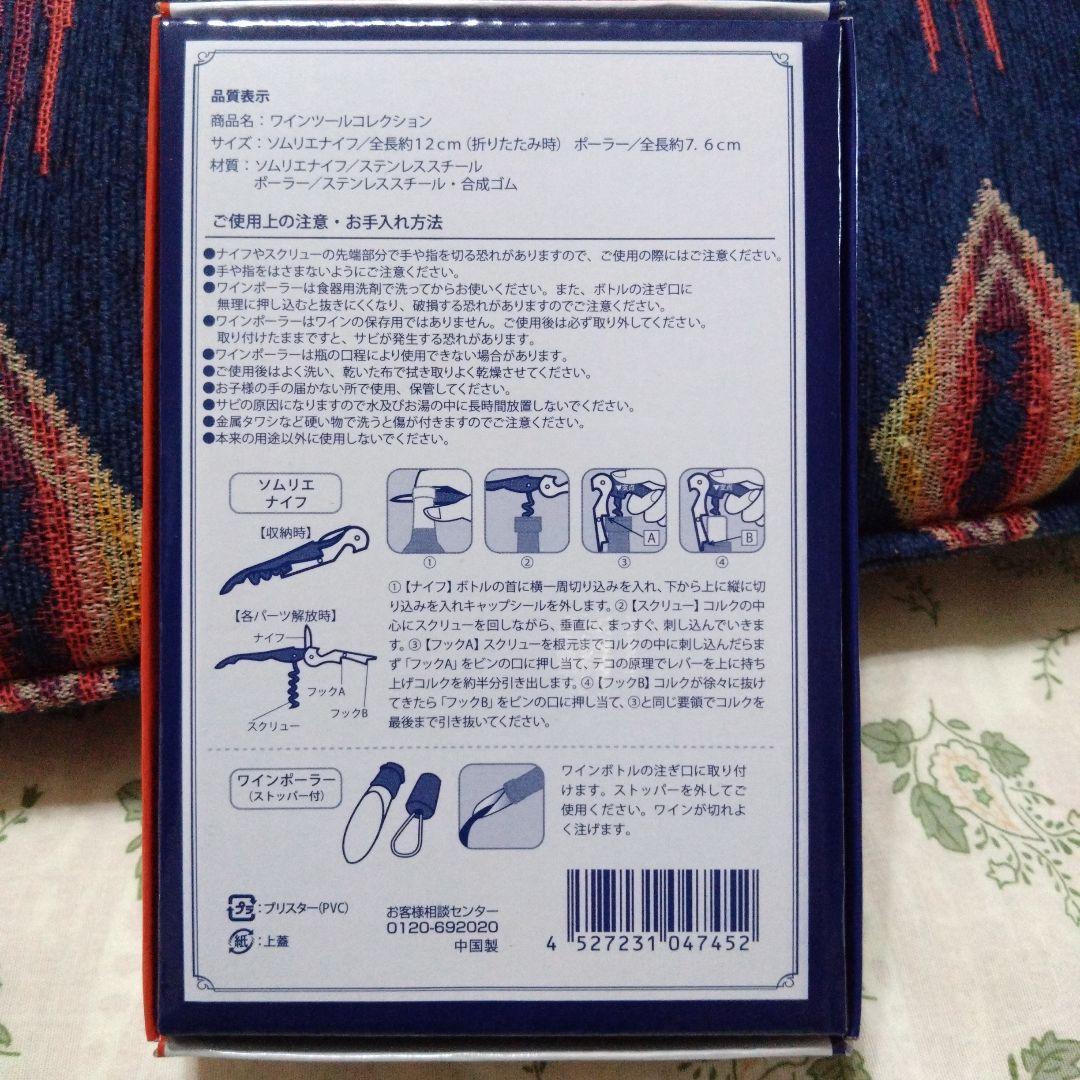 品質表示
商品名：ワインツールコレクション
サイズ：ソムリエナイフ／全長約12cm（折りたたみ時） ポーラー／全長約7.6cm
材質：ソムリエナイフ／ステンレススチール
ポーラー／ステンレススチール・合成ゴム
ご使用上の注意・お手入れ方法
●ナイフやスクリューの先端部分で手や指を切る恐れがありますので、ご使用の際にはご注意ください。
●手や指をはさまないようにご注意ください。
●ワインポーラーは食器用洗剤で洗ってからお使いください。また、ボトルの注ぎ口に
無理に押し込むと抜きにくくなり、破損する恐れがありますのでご注意ください。
●ワインポーラーはワインの保存用ではありません。ご使用後は必ず取り外してください。
取り付けたままですと、サビが発生する恐れがあります。
●ワインポーラーは瓶の口程により使用できない場合があります。
●ご使用後はよく洗い、乾いた布で拭き取りよく乾燥させてください。
●お子様の手の届かない所で使用、保管してください。
●サビの原因になりますので水及びお湯の中に長時間放置しないでください。
●金属タワシなど硬い物で洗うと傷が付きますのでご注意ください。
●本来の用途以外に使用しないでください。
ソムリエ
ナイフ
【収納時】
【各パーツ解放時】
ナイフ
フックA
フックB
スクリュー
▼支点
A
▼支点
B
① ② ③ ④
①【ナイフ】ボトルの首に横一周切り込みを入れ、下から上に縦に切
り込みを入れキャップシールを外します。②【スクリュー】コルクの中
心にスクリューを回しながら、垂直に、まっすぐ、刺し込んでいきま
す。③【フックA】スクリューを根元までコルクの中に刺し込んだらま
ず「フックA」をビンの口に押し当て、テコの原理でレバーを上に持ち
上げコルクを約半分引き出します。④【フックB】コルクが徐々に抜け
てきたら「フックB」をビンの口に押し当て、③と同じ要領でコルクを
最後まで引き抜いてください。
ワインポーラー
（ストッパー付）
ワインボトルの注ぎ口に取り付
けます。ストッパーを外してご
使用ください。ワインが切れよ
く注げます。
プラ：ブリスター(PVC)
紙：上蓋
お客様相談センター
0120-692020
中国製
4 527231 047452